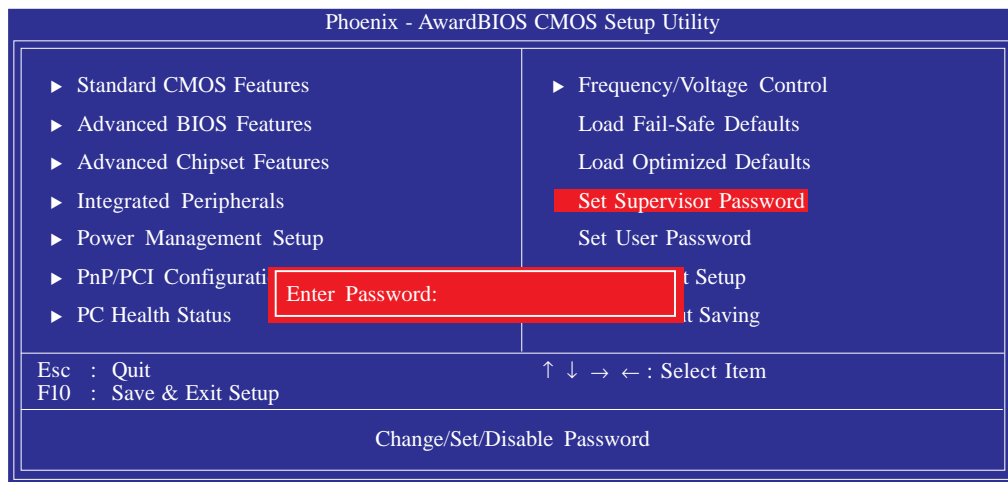 Phoenix - AwardBIOS CMOS Setup Utility
▶ Standard CMOS Features
▶ Advanced BIOS Features
▶ Advanced Chipset Features
▶ Integrated Peripherals
▶ Power Management Setup
▶ PnP/PCI Configurati
▶ PC Health Status
▶ Frequency/Voltage Control
Load Fail-Safe Defaults
Load Optimized Defaults
Set Supervisor Password
Set User Password
t Setup
ut Saving
Enter Password:
Esc : Quit
F10 : Save & Exit Setup
↑ ↓ → ← : Select Item
Change/Set/Disable Password